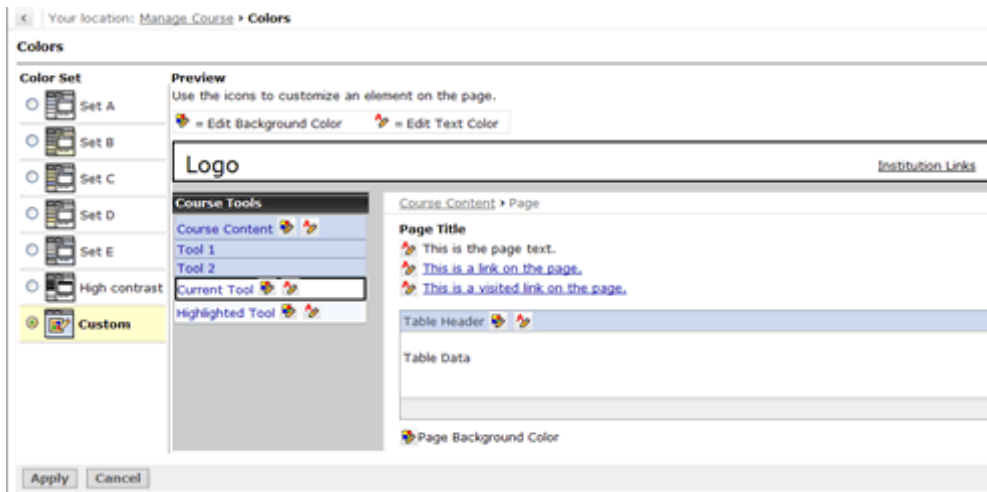 Your location: Manage Course › Colors
Colors
Color Set
Set A
Set B
Set C
Set D
Set E
High contrast
Custom
Preview
Use the icons to customize an element on the page.
= Edit Background Color = Edit Text Color
Logo
Institution Links
Course Tools
Course Content
Tool 1
Tool 2
Current Tool
Highlighted Tool
Course Content › Page
Page Title
This is the page text.
This is a link on the page.
This is a visited link on the page.
Table Header
Table Data
Page Background Color
Apply Cancel